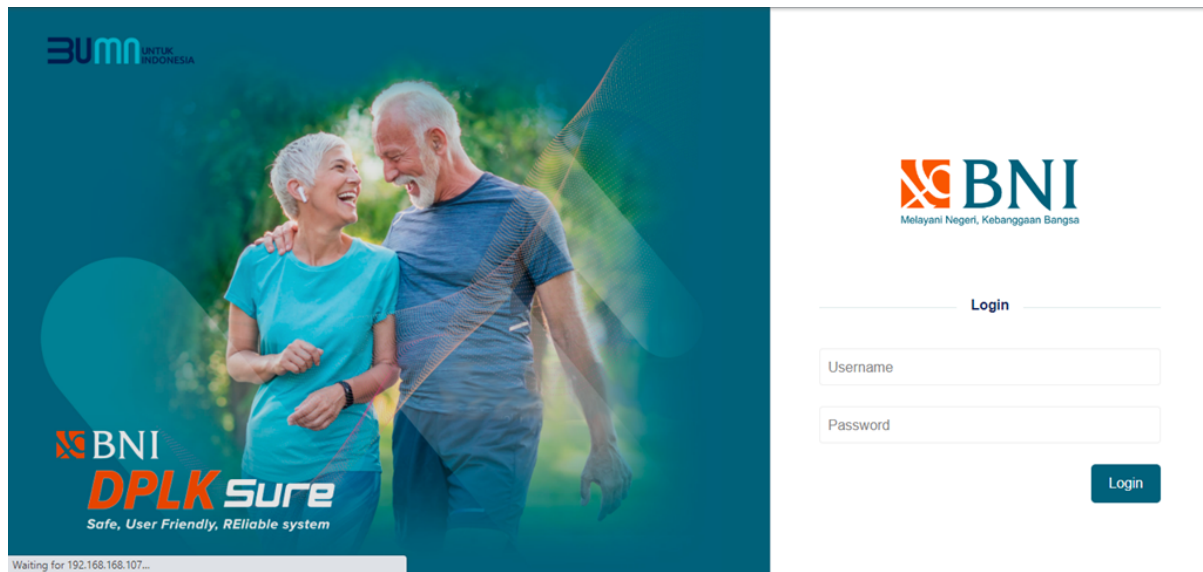 BUMN UNTUK
INDONESIA
BNI
DPLK Sure
Safe, User Friendly, REliable system
Waiting for 192.168.168.107...
BNI
Melayani Negeri, Kebanggaan Bangsa
Login
Username
Password
Login